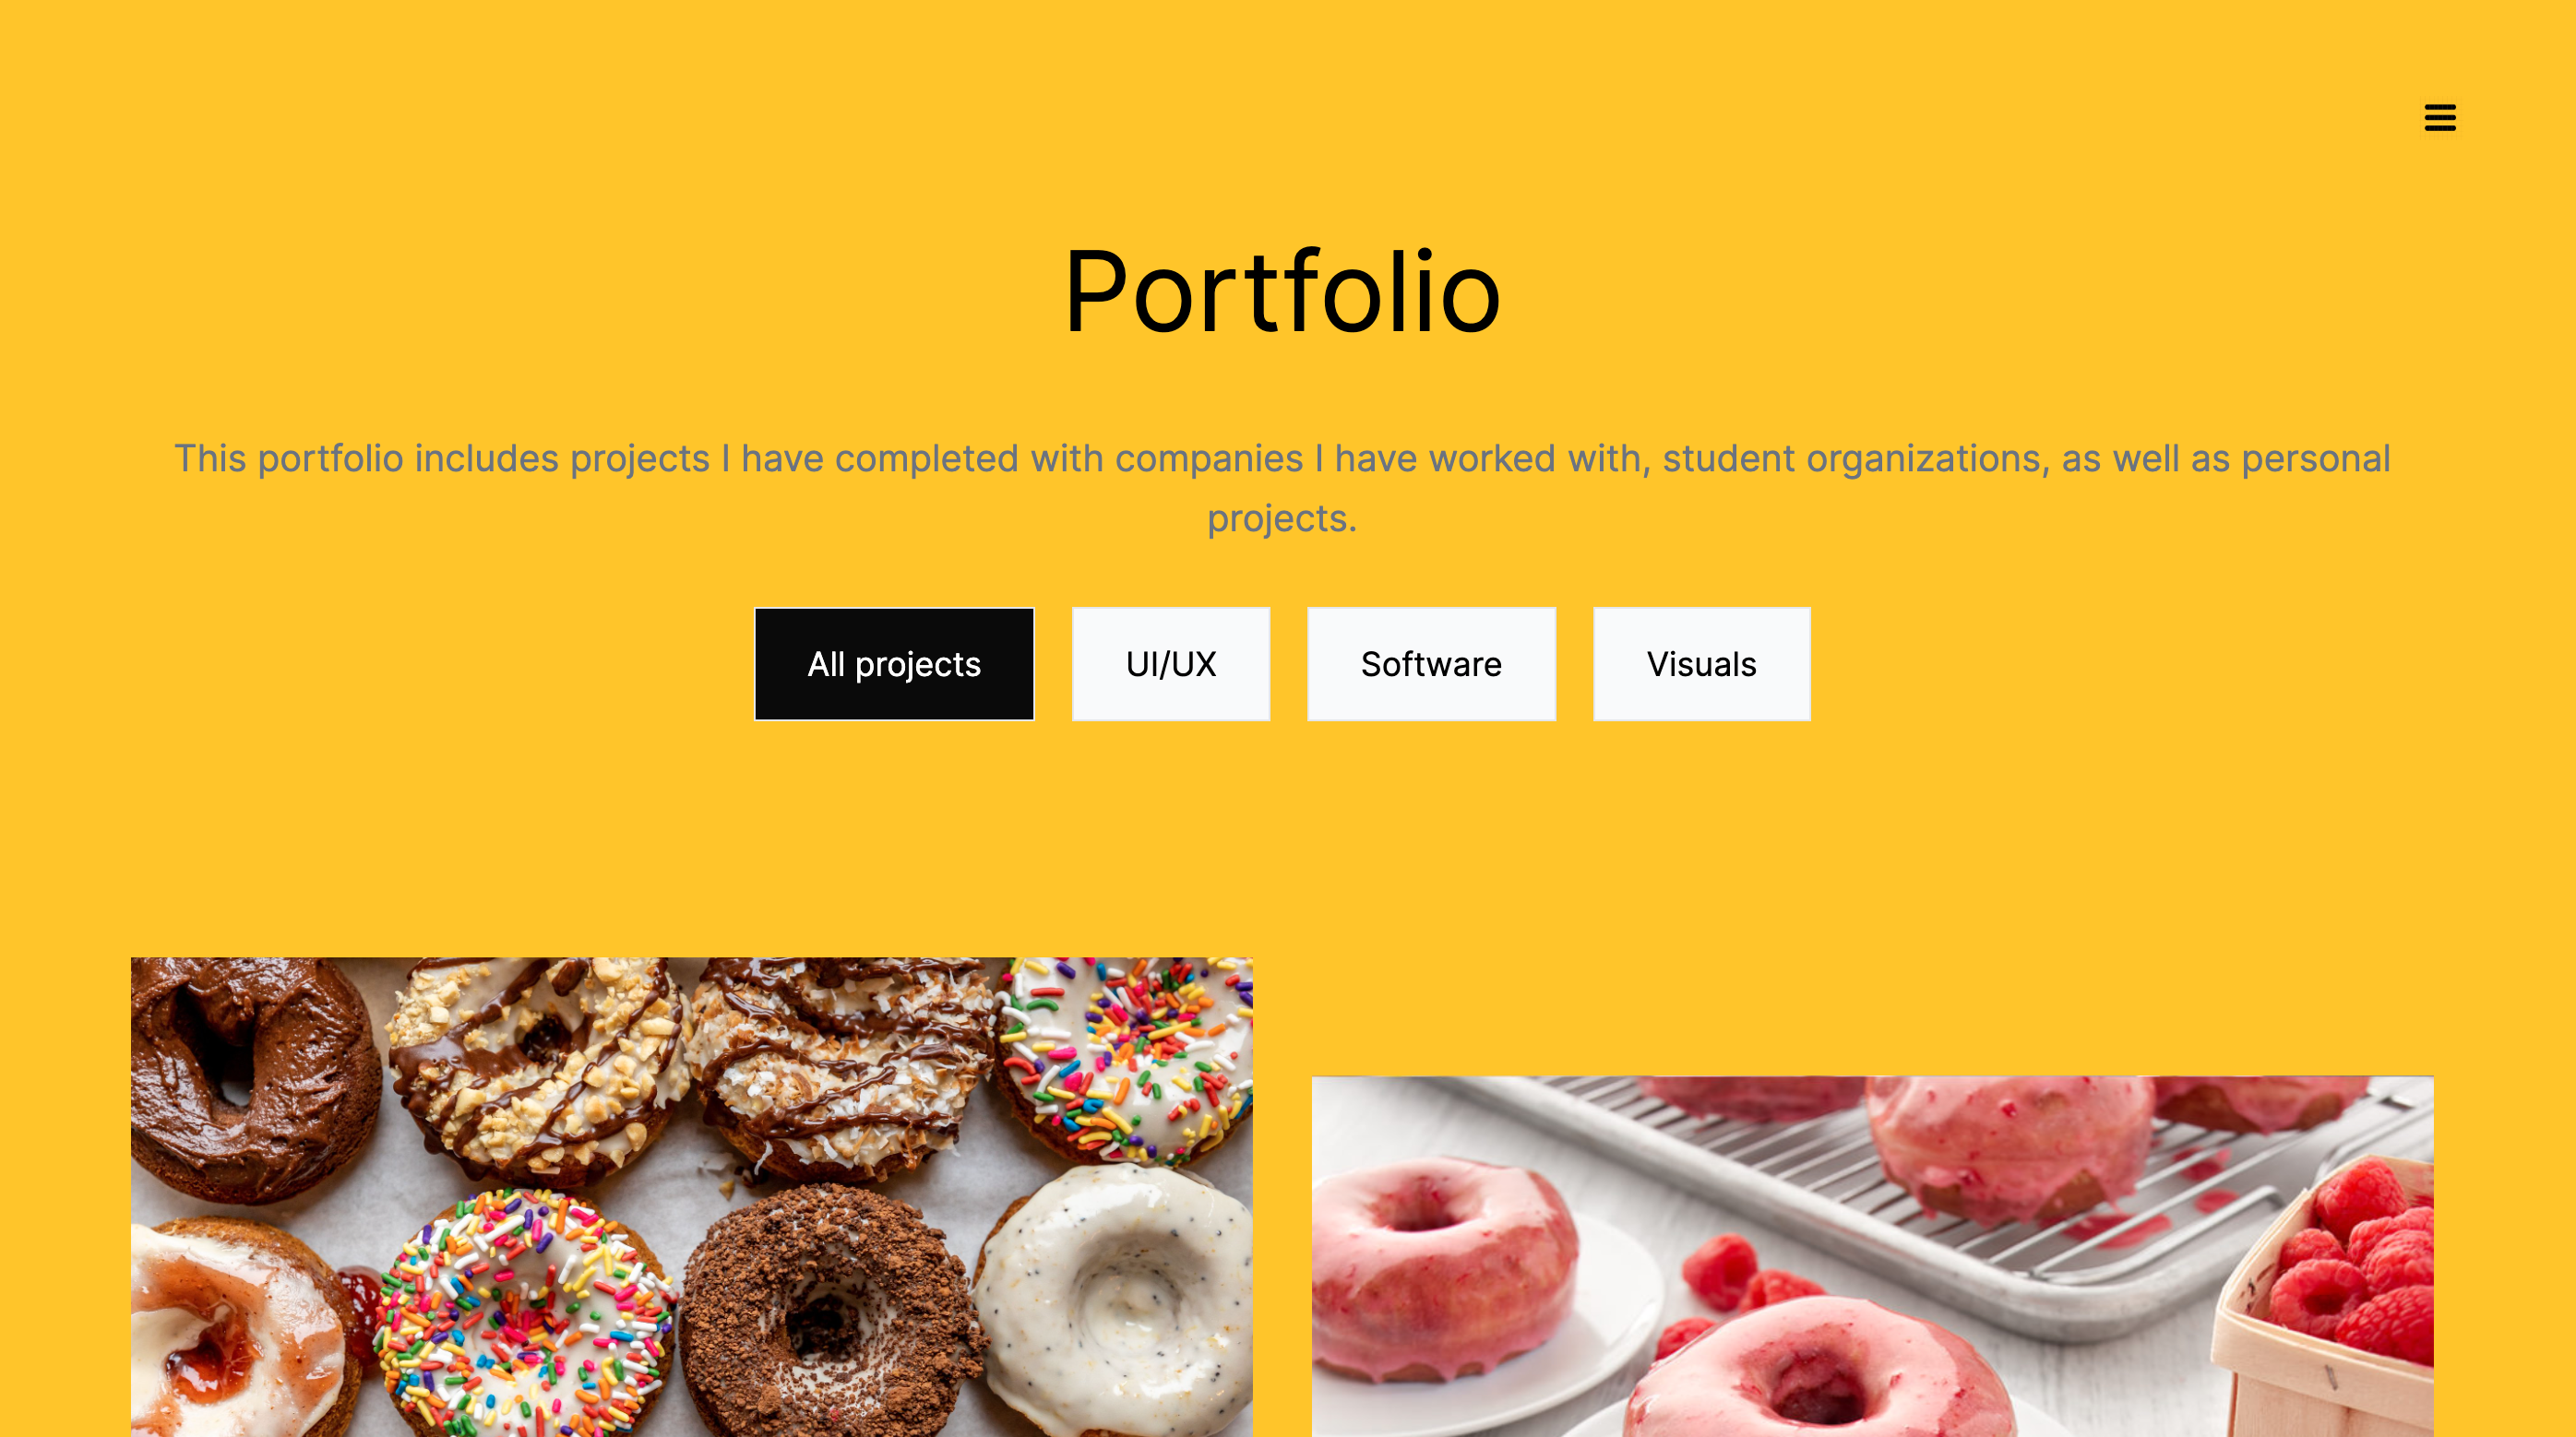 Portfolio
This portfolio includes projects I have completed with companies I have worked with, student organizations, as well as personal
projects.
All projects
UI/UX
Software
Visuals